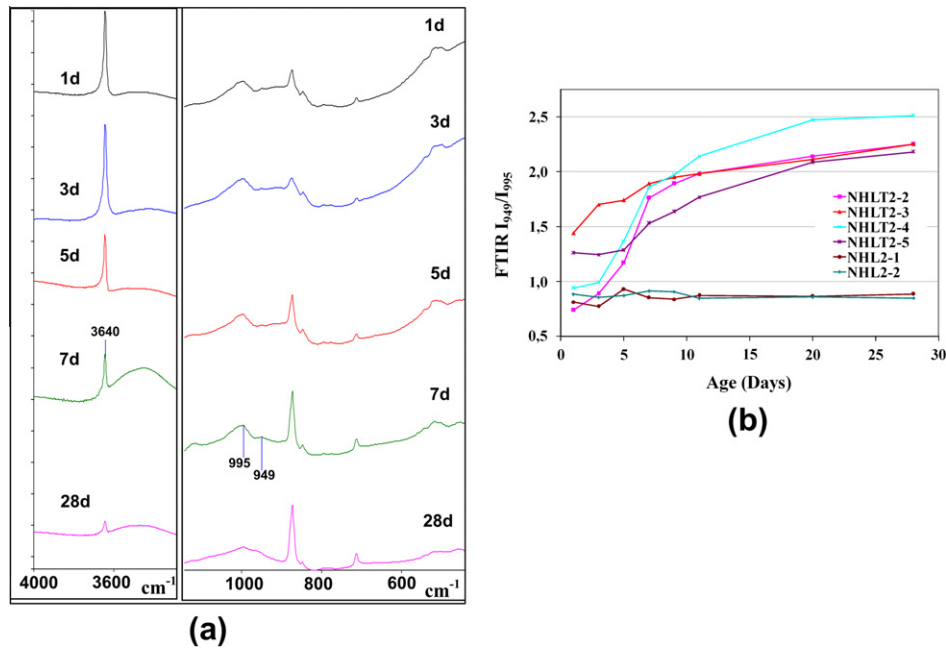 1d
3d
5d
3640
7d
28d
4000
3600
cm-1
1d
3d
5d
7d
995
949
28d
1000
800
600
cm-1
(a)
FTIR I949/I995
2,5
2,0
1,5
1,0
0,5
NHLT2-2
NHLT2-3
NHLT2-4
NHLT2-5
NHL2-1
NHL2-2
0
5
10
15
20
25
30
Age (Days)
(b)